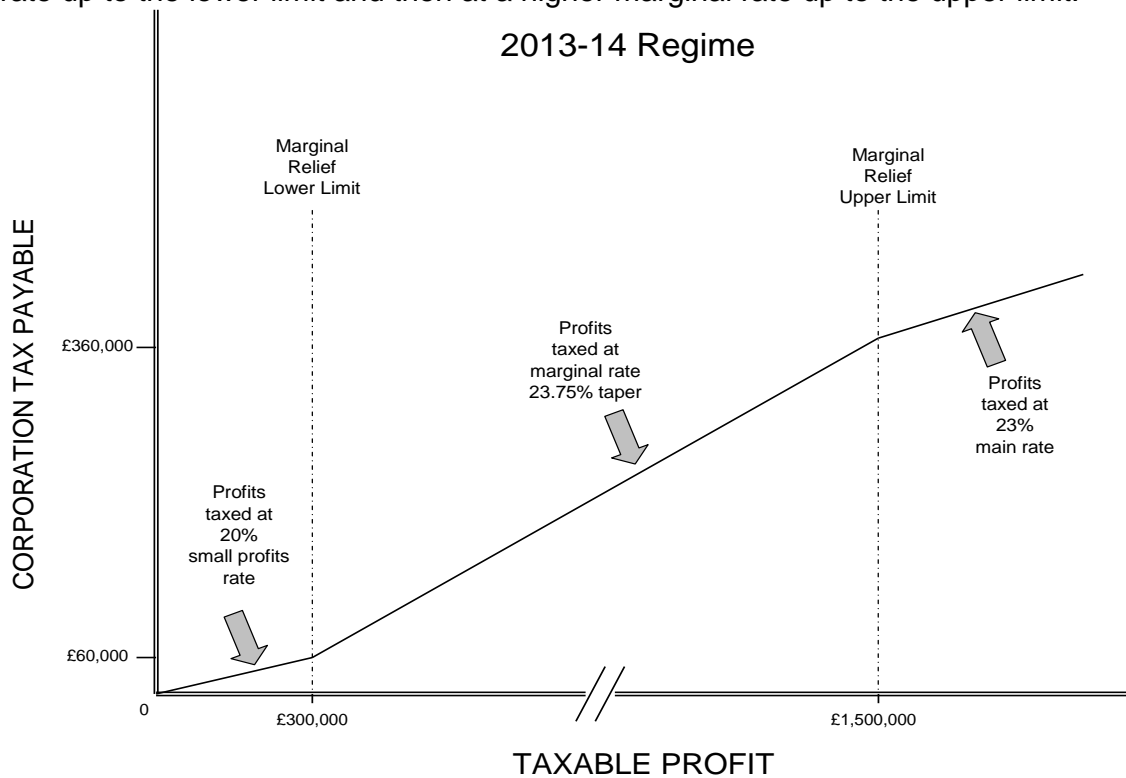 rate up to the lower limit and then at a higher marginal rate up to the upper limit.
2013-14 Regime
Marginal
Relief
Lower Limit
Marginal
Relief
Upper Limit
CORPORATION TAX PAYABLE
£360,000
£60,000
Profits
taxed at
marginal rate
23.75% taper
Profits
taxed at
23%
main rate
Profits
taxed at
20%
small profits
rate
0
£300,000
£1,500,000
TAXABLE PROFIT